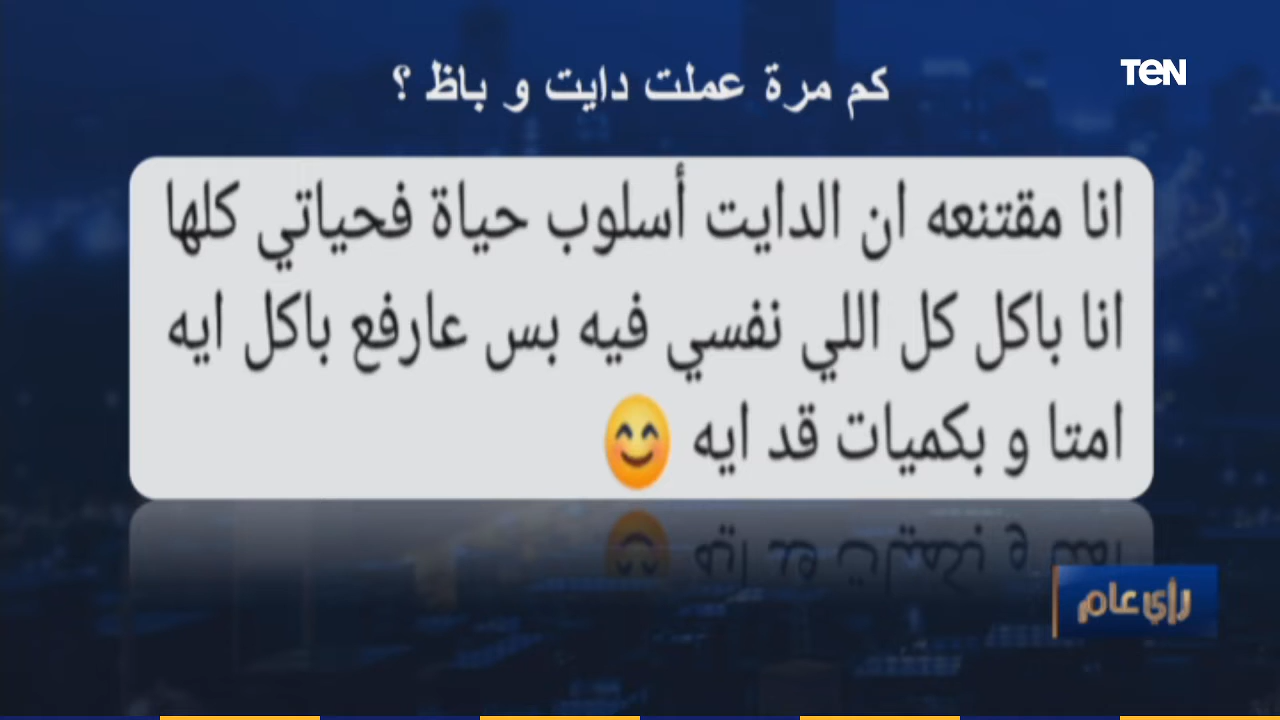 TEN
كم مرة عملت دايت و باظ ؟
انا مقتنعه ان الدايت أسلوب حياة فحياتي كلها
انا باكل كل اللي نفسي فيه بس عارفع باكل ايه
امتا و بكميات قد ايه 😊
رأي عام